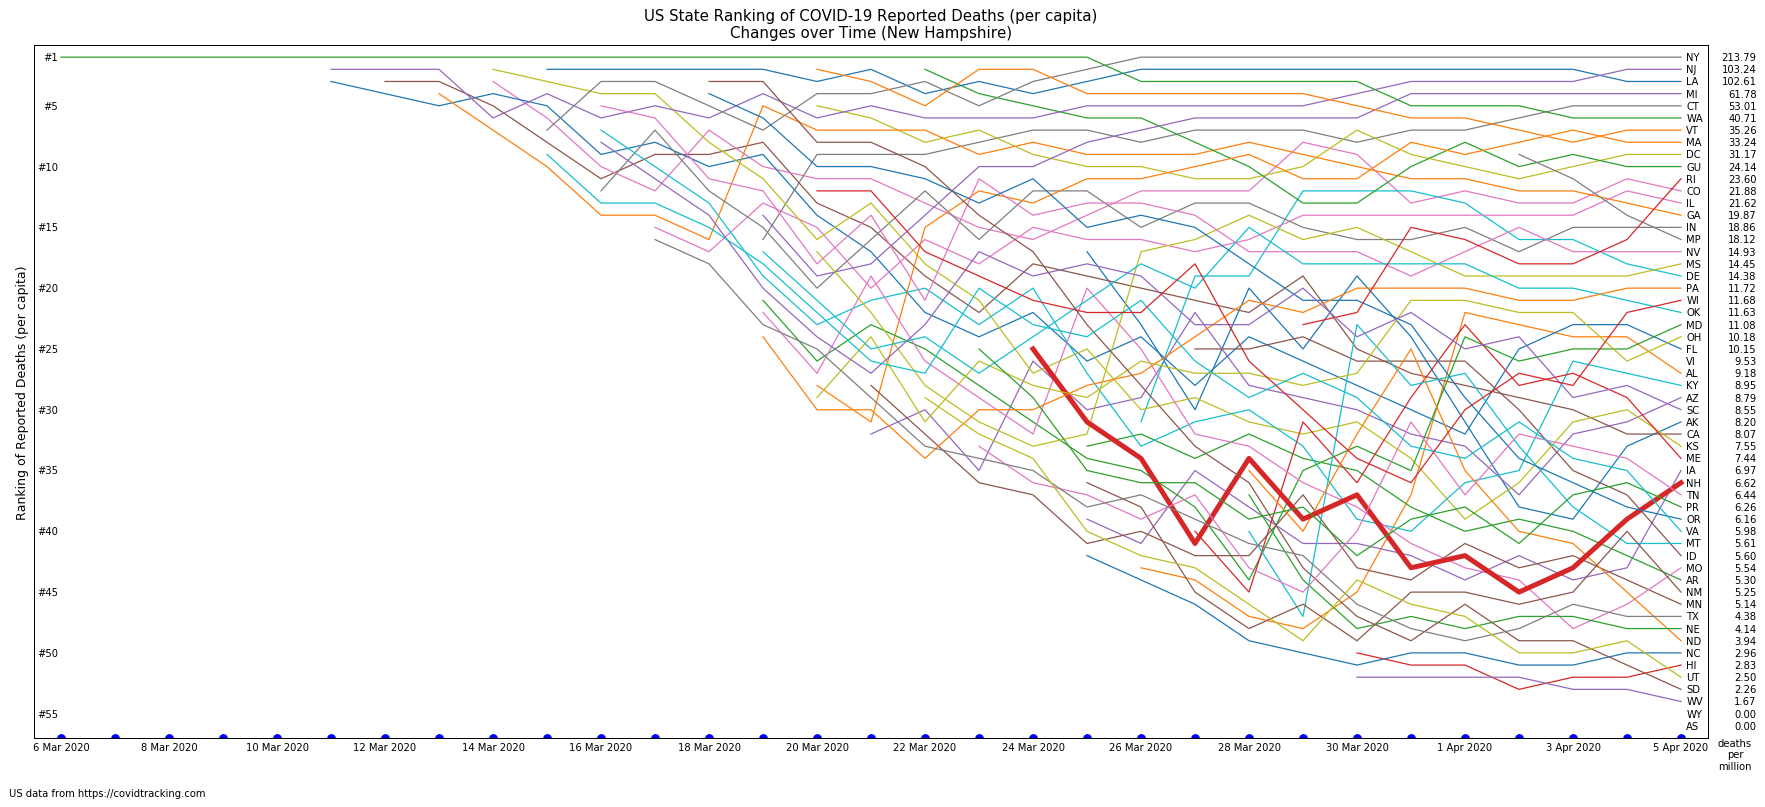 US State Ranking of COVID-19 Reported Deaths (per capita)
Changes over Time (New Hampshire)
Ranking of Reported Deaths (per capita)
#1
#5
#10
#15
#20
#25
#30
#35
#40
#45
#50
#55
NY 213.79
NJ 103.24
LA 102.61
MI 61.78
CT 53.01
WA 40.71
VT 35.26
MA 33.24
DC 31.17
GU 24.14
RI 23.60
CO 21.88
IL 21.62
GA 19.87
IN 18.86
MP 18.12
NV 14.93
MS 14.45
DE 14.38
PA 11.72
WI 11.68
OK 11.63
MD 11.08
OH 10.18
FL 10.15
VI 9.53
AL 9.18
KY 8.95
AZ 8.79
SC 8.55
AK 8.20
CA 8.07
KS 7.55
ME 7.44
IA 6.97
NH 6.62
TN 6.44
PR 6.26
OR 6.16
VA 5.98
MT 5.61
ID 5.60
MO 5.54
AR 5.30
NM 5.45
MN 5.14
TX 4.38
NE 4.14
ND 3.94
NC 2.96
HI 2.83
UT 2.50
SD 2.26
WV 1.67
WY 0.00
AS 0.00
6 Mar 2020
8 Mar 2020
10 Mar 2020
12 Mar 2020
14 Mar 2020
16 Mar 2020
18 Mar 2020
20 Mar 2020
22 Mar 2020
24 Mar 2020
26 Mar 2020
28 Mar 2020
30 Mar 2020
1 Apr 2020
3 Apr 2020
5 Apr 2020
deaths
per
million
US data from https://covidtracking.com